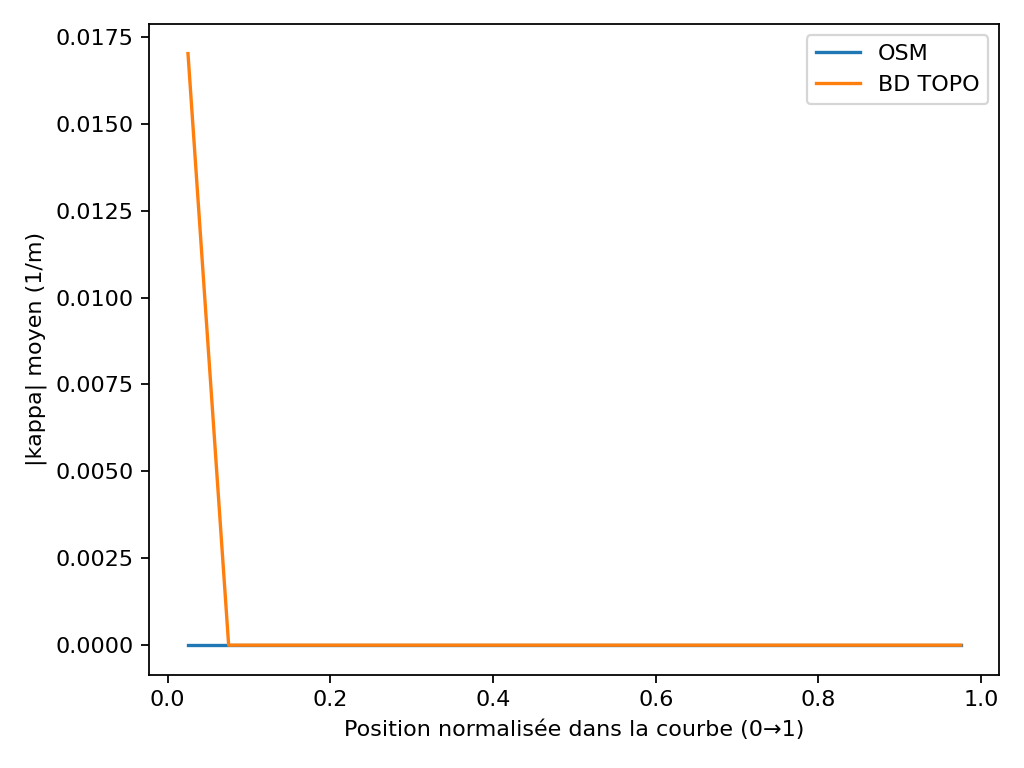 0.0175
0.0150
0.0125
0.0100
0.0075
0.0050
0.0025
0.0000
|kappa| moyen (1/m)
OSM
BD TOPO
0.0 0.2 0.4 0.6 0.8 1.0
Position normalisée dans la courbe (0→1)